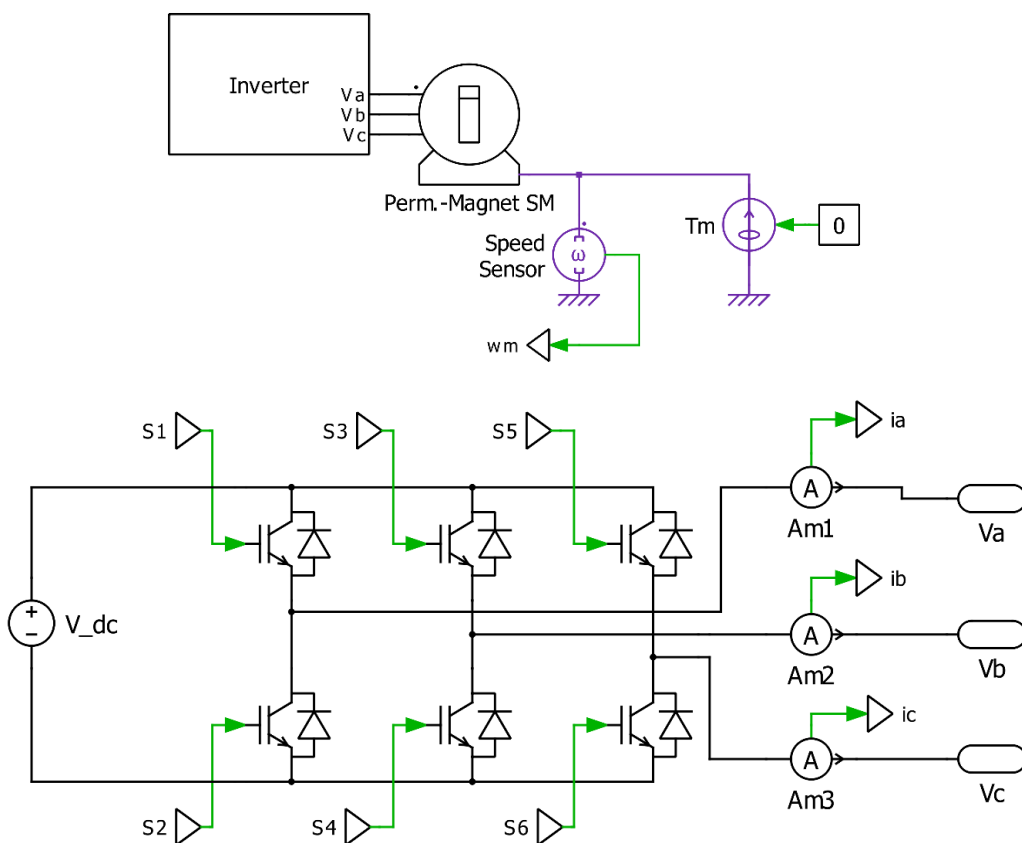 Inverter
Va
Vb
Vc
Perm.-Magnet SM
Speed
Sensor
ω
Tm
0
wm
S1
S3
S5
ia
A
Am1
Va
ib
V_dc
A
Am2
Vb
ic
A
Am3
Vc
S2
S4
S6